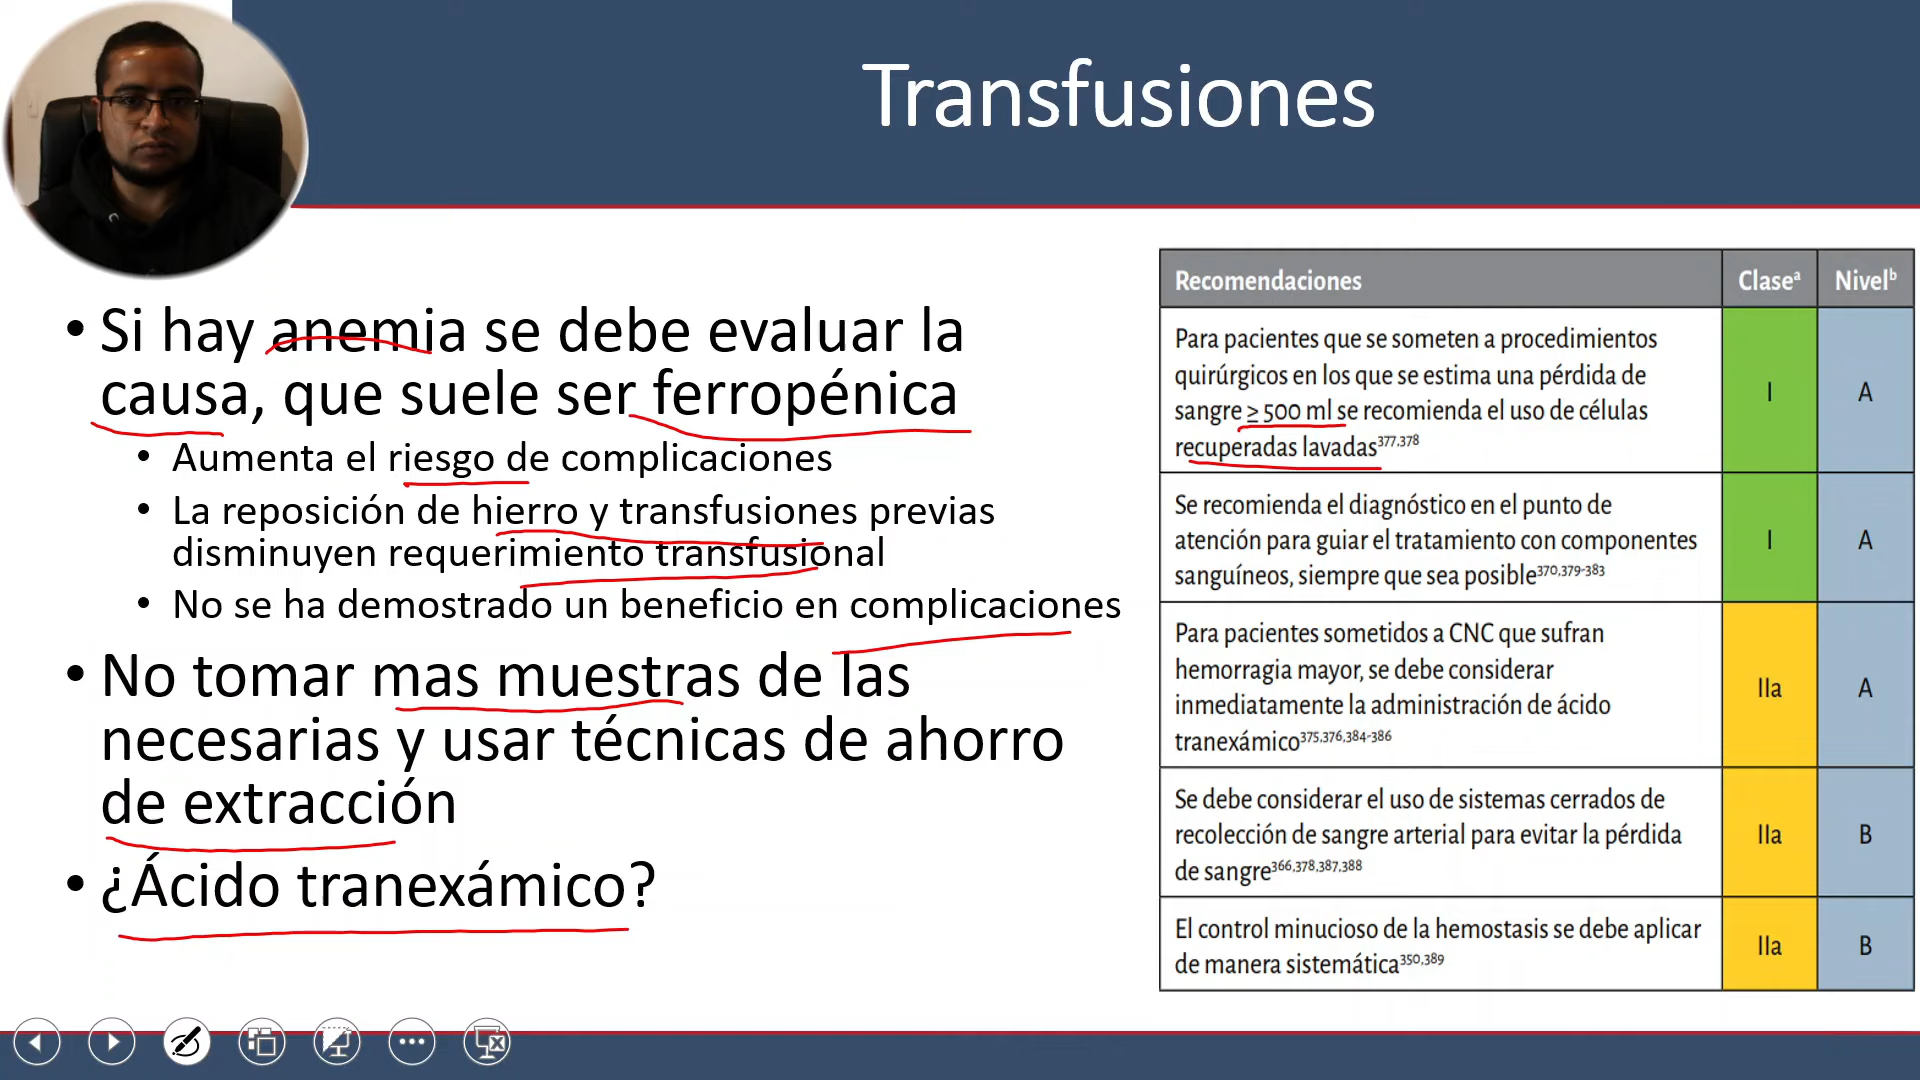 Transfusiones
• Si hay anemia se debe evaluar la
causa, que suele ser ferropénica
• Aumenta el riesgo de complicaciones
• La reposición de hierro y transfusiones previas
disminuyen requerimiento transfusional
• No se ha demostrado un beneficio en complicaciones
• No tomar mas muestras de las
necesarias y usar técnicas de ahorro
de extracción
• ¿Ácido tranexámico?
Recomendaciones Claseᵃ Nivelᵇ
Para pacientes que se someten a procedimientos
quirúrgicos en los que se estima una pérdida de
sangre ≥ 500 ml se recomienda el uso de células
recuperadas lavadas³⁷⁷,³⁷⁸
I A
Se recomienda el diagnóstico en el punto de
atención para guiar el tratamiento con componentes
sanguíneos, siempre que sea posible³⁷⁰,³⁷⁹⁻³⁸³
I A
Para pacientes sometidos a CNC que sufran
hemorragia mayor, se debe considerar
inmediatamente la administración de ácido
tranexámico³⁷⁵,³⁷⁶,³⁸⁴⁻³⁸⁶
IIa A
Se debe considerar el uso de sistemas cerrados de
recolección de sangre arterial para evitar la pérdida
de sangre³⁶⁶,³⁷⁸,³⁸⁷,³⁸⁸
IIa B
El control minucioso de la hemostasis se debe aplicar
de manera sistemática³⁵⁰,³⁸⁹
IIa B